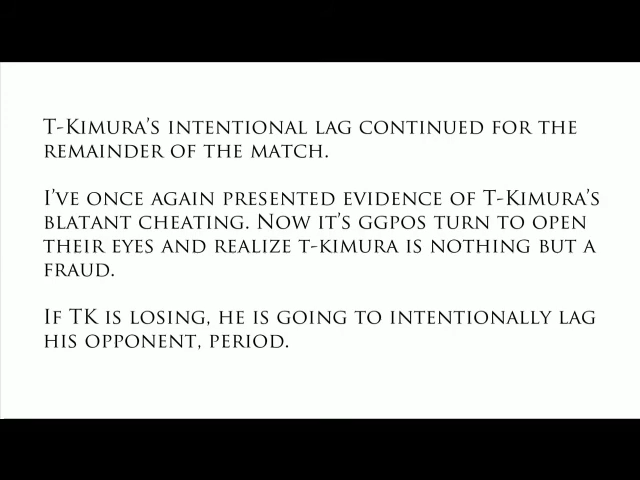 T-Kimura's intentional lag continued for the
remainder of the match.
I've once again presented evidence of T-Kimura's
blatant cheating. Now it's ggpos turn to open
their eyes and realize t-kimura is nothing but a
fraud.
If TK is losing, he is going to intentionally lag
his opponent, period.